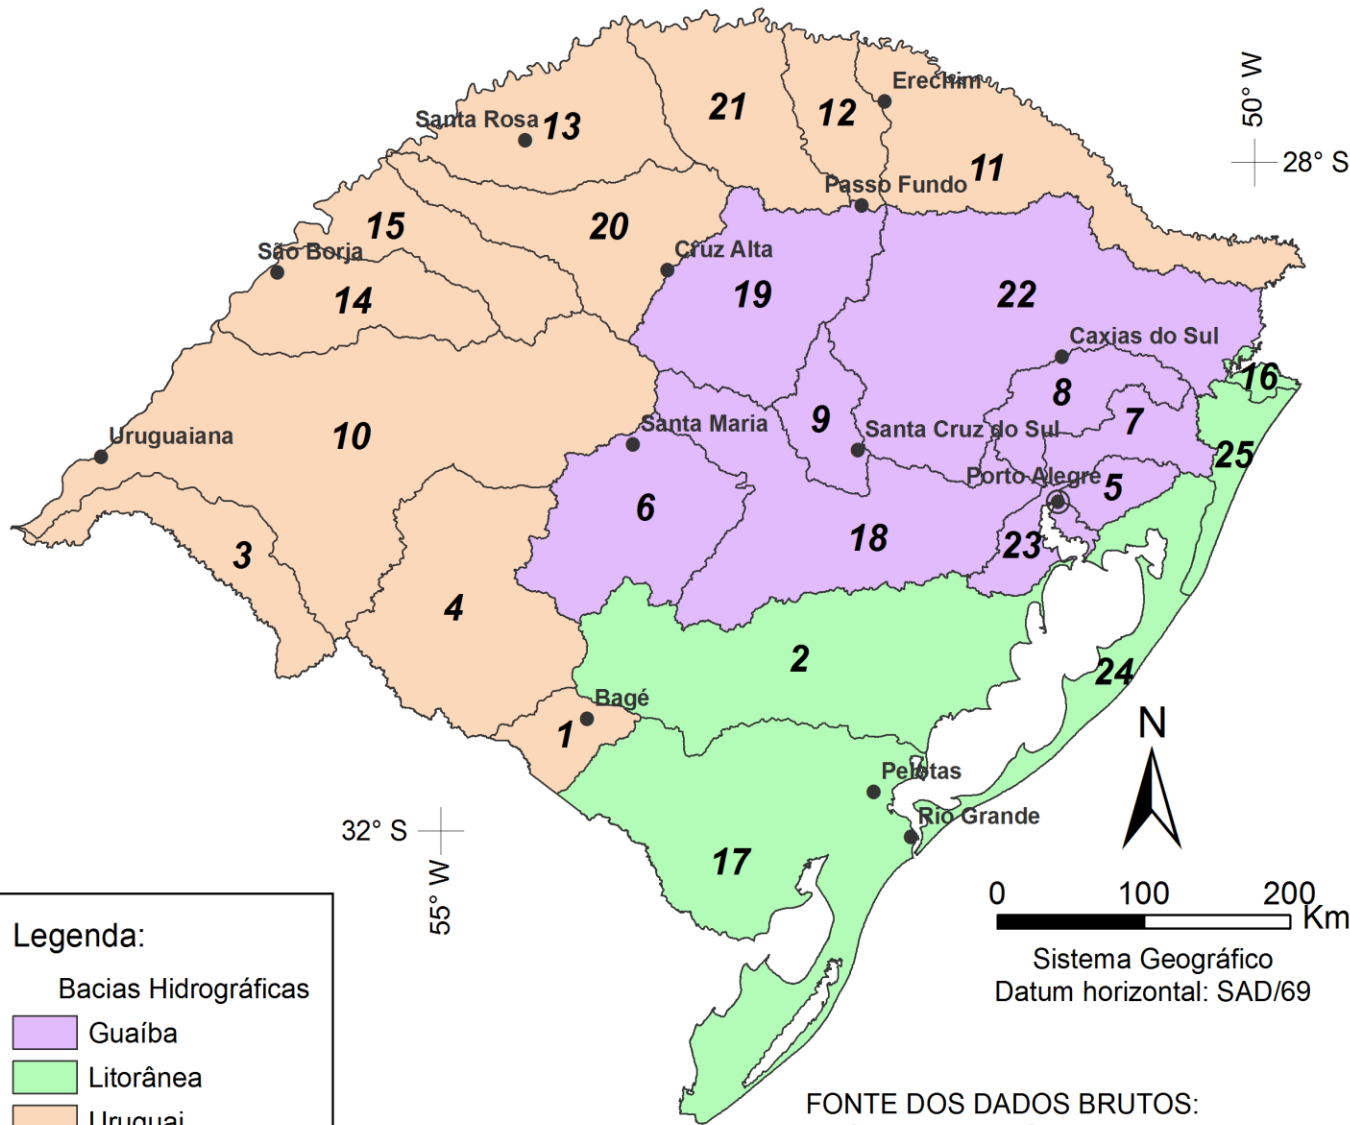 50° W
28° S
Erechim
21
12
Santa Rosa
13
11
Passo Fundo
15
20
São Borja
Cruz Alta
14
19
22
Caxias do Sul
16
8
9
7
Uruguaiana
10
Santa Maria
Santa Cruz do Sul
25
Porto Alegre
5
6
18
23
3
4
2
24
Bagé
1
N
Pelotas
Rio Grande
32° S
55° W
17
0 100 200 Km
Sistema Geográfico
Datum horizontal: SAD/69
Legenda:
Bacias Hidrográficas
Guaíba
Litorânea
Uruguai
FONTE DOS DADOS BRUTOS: